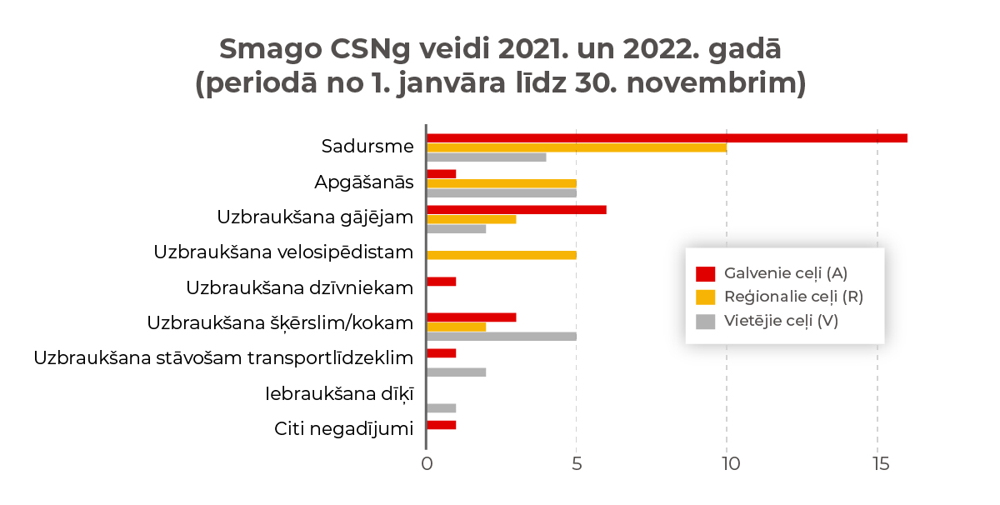 Smago CSNg veidi 2021. un 2022. gadā
(periodā no 1. janvāra līdz 30. novembrim)
Sadursme
Apgāšanās
Uzbraukšana gājējam
Uzbraukšana velosipēdistam
Uzbraukšana dzīvniekam
Uzbraukšana šķērslim/kokam
Uzbraukšana stāvošam transportlīdzeklim
Iebraukšana dīķī
Citi negadījumi
Galvenie ceļi (A)
Reģionalie ceļi (R)
Vietējie ceļi (V)
0 5 10 15